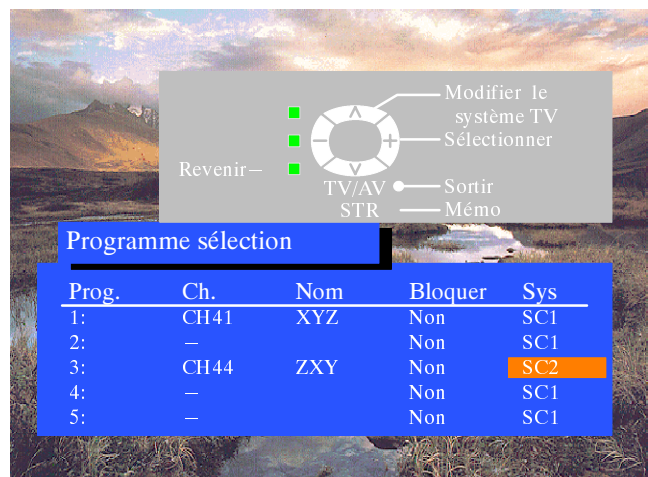 Modifier le
système TV
Sélectionner
Revenir
TV/AV Sortir
STR Mémo
Programme sélection
Prog. Ch. Nom Bloquer Sys
1: CH41 XYZ Non SC1
2: – Non SC1
3: CH44 ZXY Non SC2
4: – Non SC1
5: – Non SC1